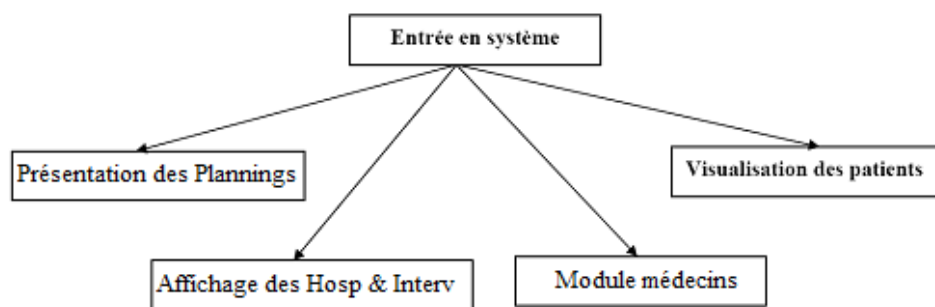 Entrée en système
Présentation des Plannings
Visualisation des patients
Affichage des Hosp & Interv
Module médecins